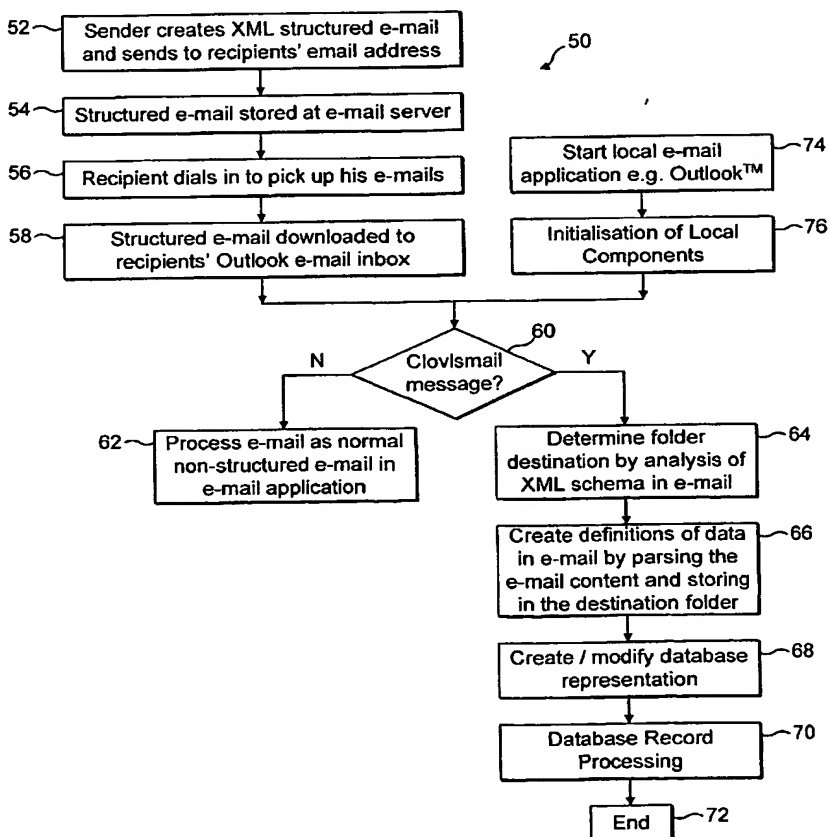 52
Sender creates XML structured e-mail
and sends to recipients' email address
50
54
Structured e-mail stored at e-mail server
56
Recipient dials in to pick up his e-mails
58
Structured e-mail downloaded to
recipients' Outlook e-mail inbox
Start local e-mail
application e.g. Outlook™
74
Initialisation of Local
Components
76
60
N
Clovismail
message?
Y
62
Process e-mail as normal
non-structured e-mail in
e-mail application
Determine folder
destination by analysis of
XML schema in e-mail
64
Create definitions of data
in e-mail by parsing the
e-mail content and storing
in the destination folder
66
Create / modify database
representation
68
Database Record
Processing
70
End
72